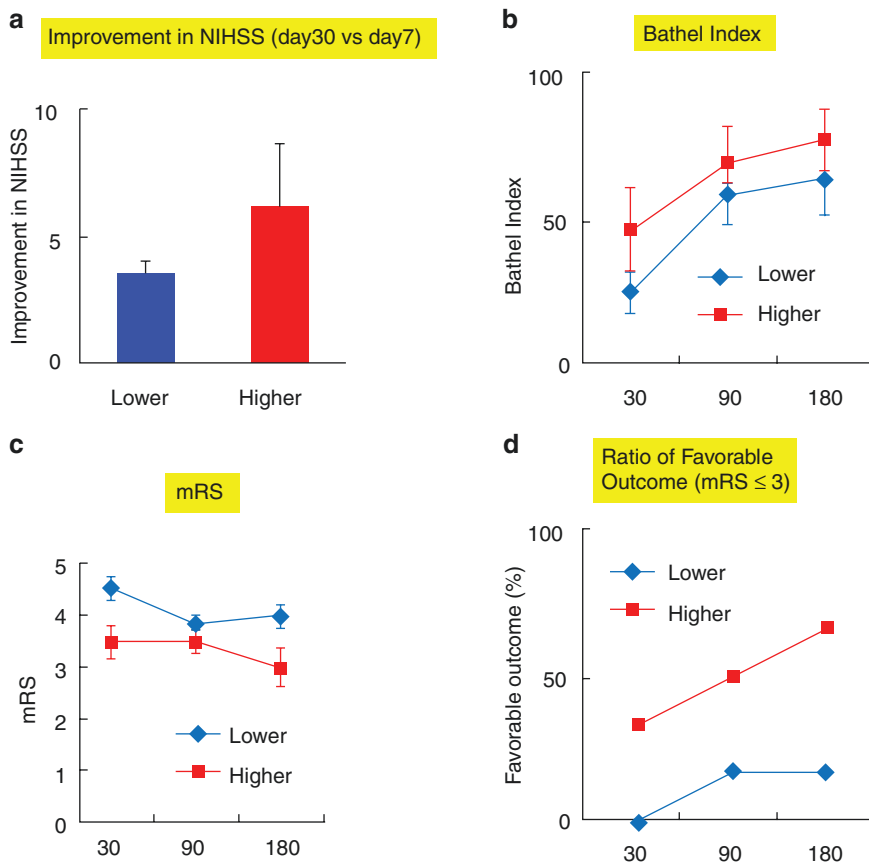 a
Improvement in NIHSS (day30 vs day7)
Improvement in NIHSS
10
5
0
Lower
Higher
b
Bathel Index
Bathel Index
100
50
0
Lower
Higher
30
90
180
c
mRS
mRS
5
4
3
2
1
0
Lower
Higher
30
90
180
d
Ratio of Favorable
Outcome (mRS ≤ 3)
Favorable outcome (%)
100
50
0
Lower
Higher
30
90
180